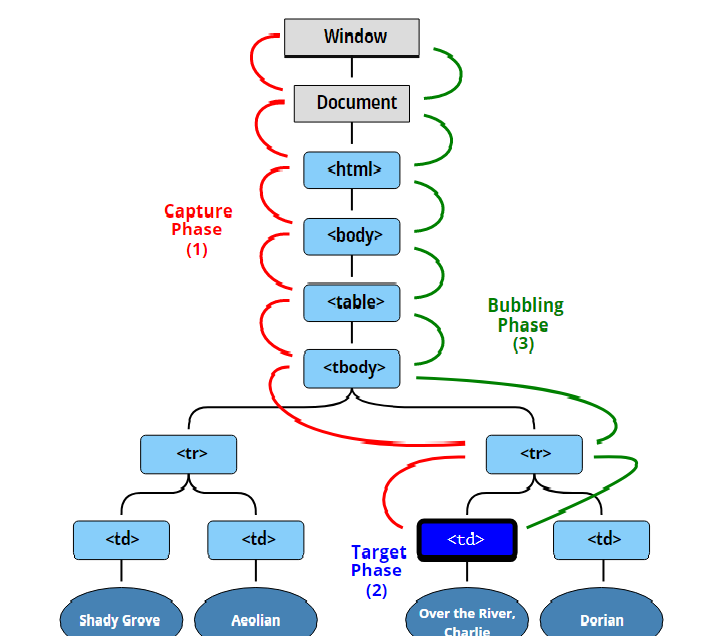 Window
Document
<html>
Capture
Phase
(1)
<body>
<table>
Bubbling
Phase
(3)
<tbody>
<tr>
<tr>
<td>
<td>
<td>
<td>
Target
Phase
(2)
Shady Grove
Aeolian
Over the River,
Charlie
Dorian